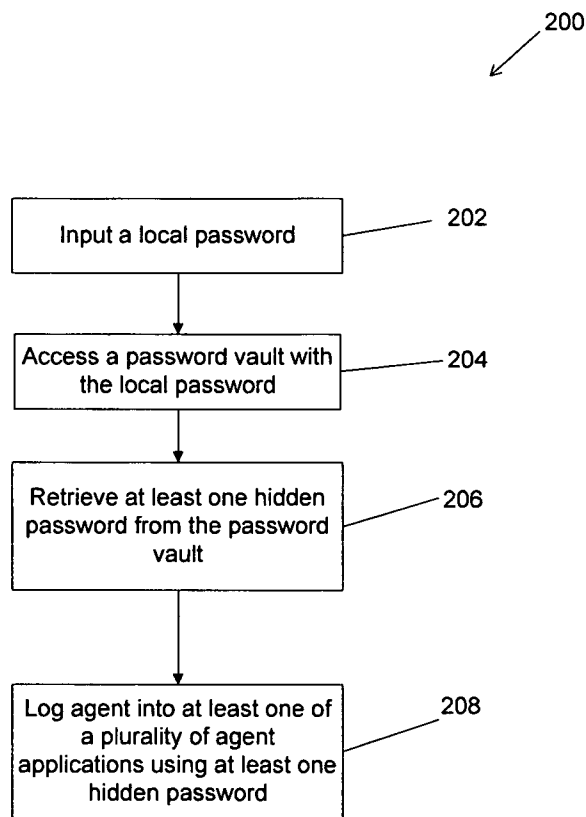 200
Input a local password
202
Access a password vault with
the local password
204
Retrieve at least one hidden
password from the password
vault
206
Log agent into at least one of
a plurality of agent
applications using at least one
hidden password
208